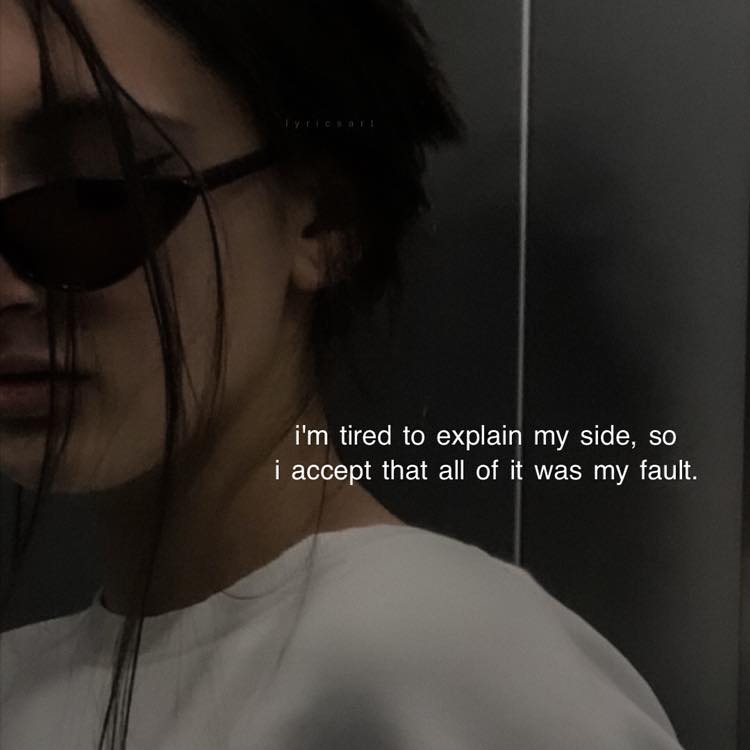 lyricsart
i'm tired to explain my side, so
i accept that all of it was my fault.